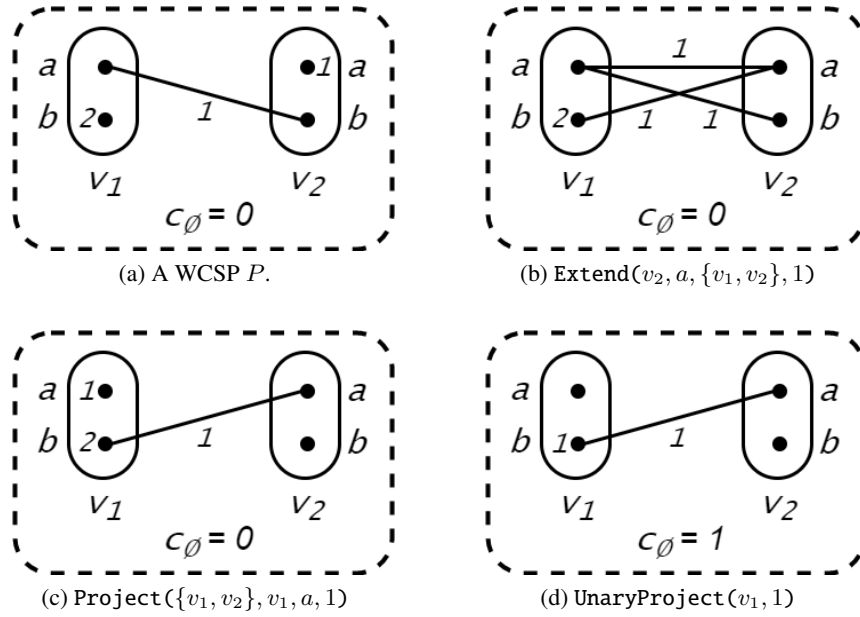 a 1 a
b 2 1 b
v1 v2
c∅ = 0
(a) A WCSP P.
1
a a
b 2 1 1 b
v1 v2
c∅ = 0
(b) Extend(v2, a, {v1, v2}, 1)
a 1 a
b 2 1 b
v1 v2
c∅ = 0
(c) Project({v1, v2}, v1, a, 1)
a a
b 1 1 b
v1 v2
c∅ = 1
(d) UnaryProject(v1, 1)